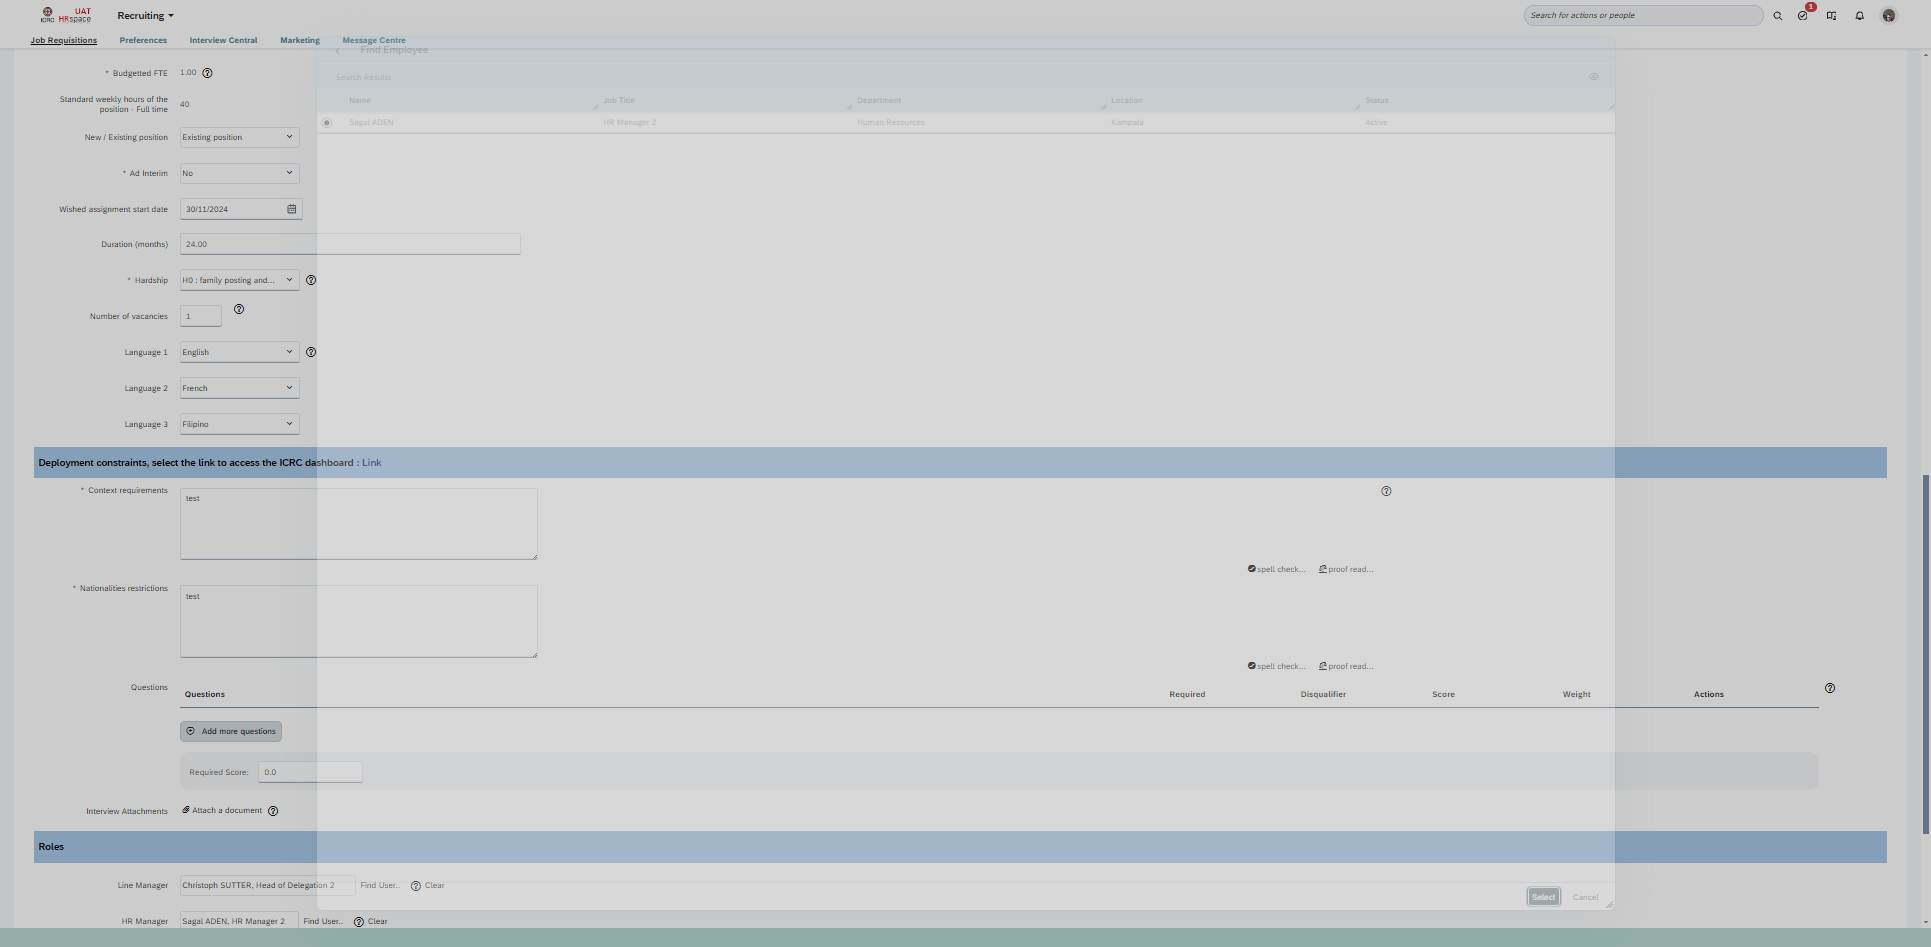 ICRC UAT HRspace Recruiting Search for actions or people 1
Job Requisitions Preferences Interview Central Marketing Message Centre
Find Employee
Search Results
Name Job Title Department Location Status
Sagal ADEN HR Manager 2 Human Resources Kampala Active
* Budgetted FTE 1.00
Standard weekly hours of the
position - Full time 40
New / Existing position Existing position
* Ad Interim No
Wished assignment start date 30/11/2024
Duration (months) 24.00
* Hardship H0 : family posting and...
Number of vacancies 1
Language 1 English
Language 2 French
Language 3 Filipino
Deployment constraints, select the link to access the ICRC dashboard : Link
* Context requirements test
spell check... proof read...
* Nationalities restrictions test
spell check... proof read...
Questions Questions Required Disqualifier Score Weight Actions
Add more questions
Required Score: 0.0
Interview Attachments Attach a document
Roles
Line Manager Christoph SUTTER, Head of Delegation 2 Find User.. Clear
Select Cancel
HR Manager Sagal ADEN, HR Manager 2 Find User.. Clear